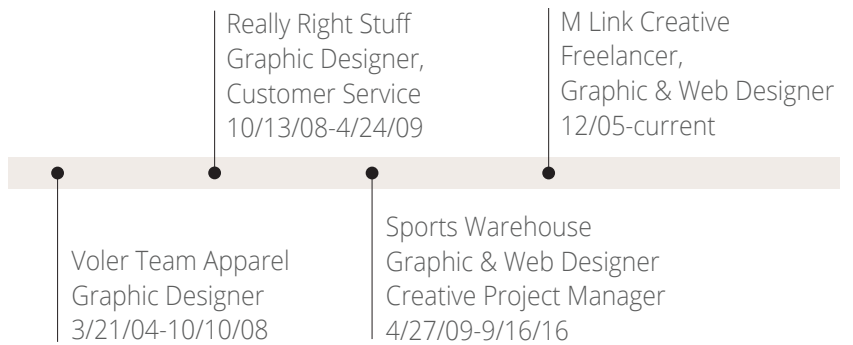 Really Right Stuff
Graphic Designer,
Customer Service
10/13/08-4/24/09
M Link Creative
Freelancer,
Graphic & Web Designer
12/05-current
Voler Team Apparel
Graphic Designer
3/21/04-10/10/08
Sports Warehouse
Graphic & Web Designer
Creative Project Manager
4/27/09-9/16/16